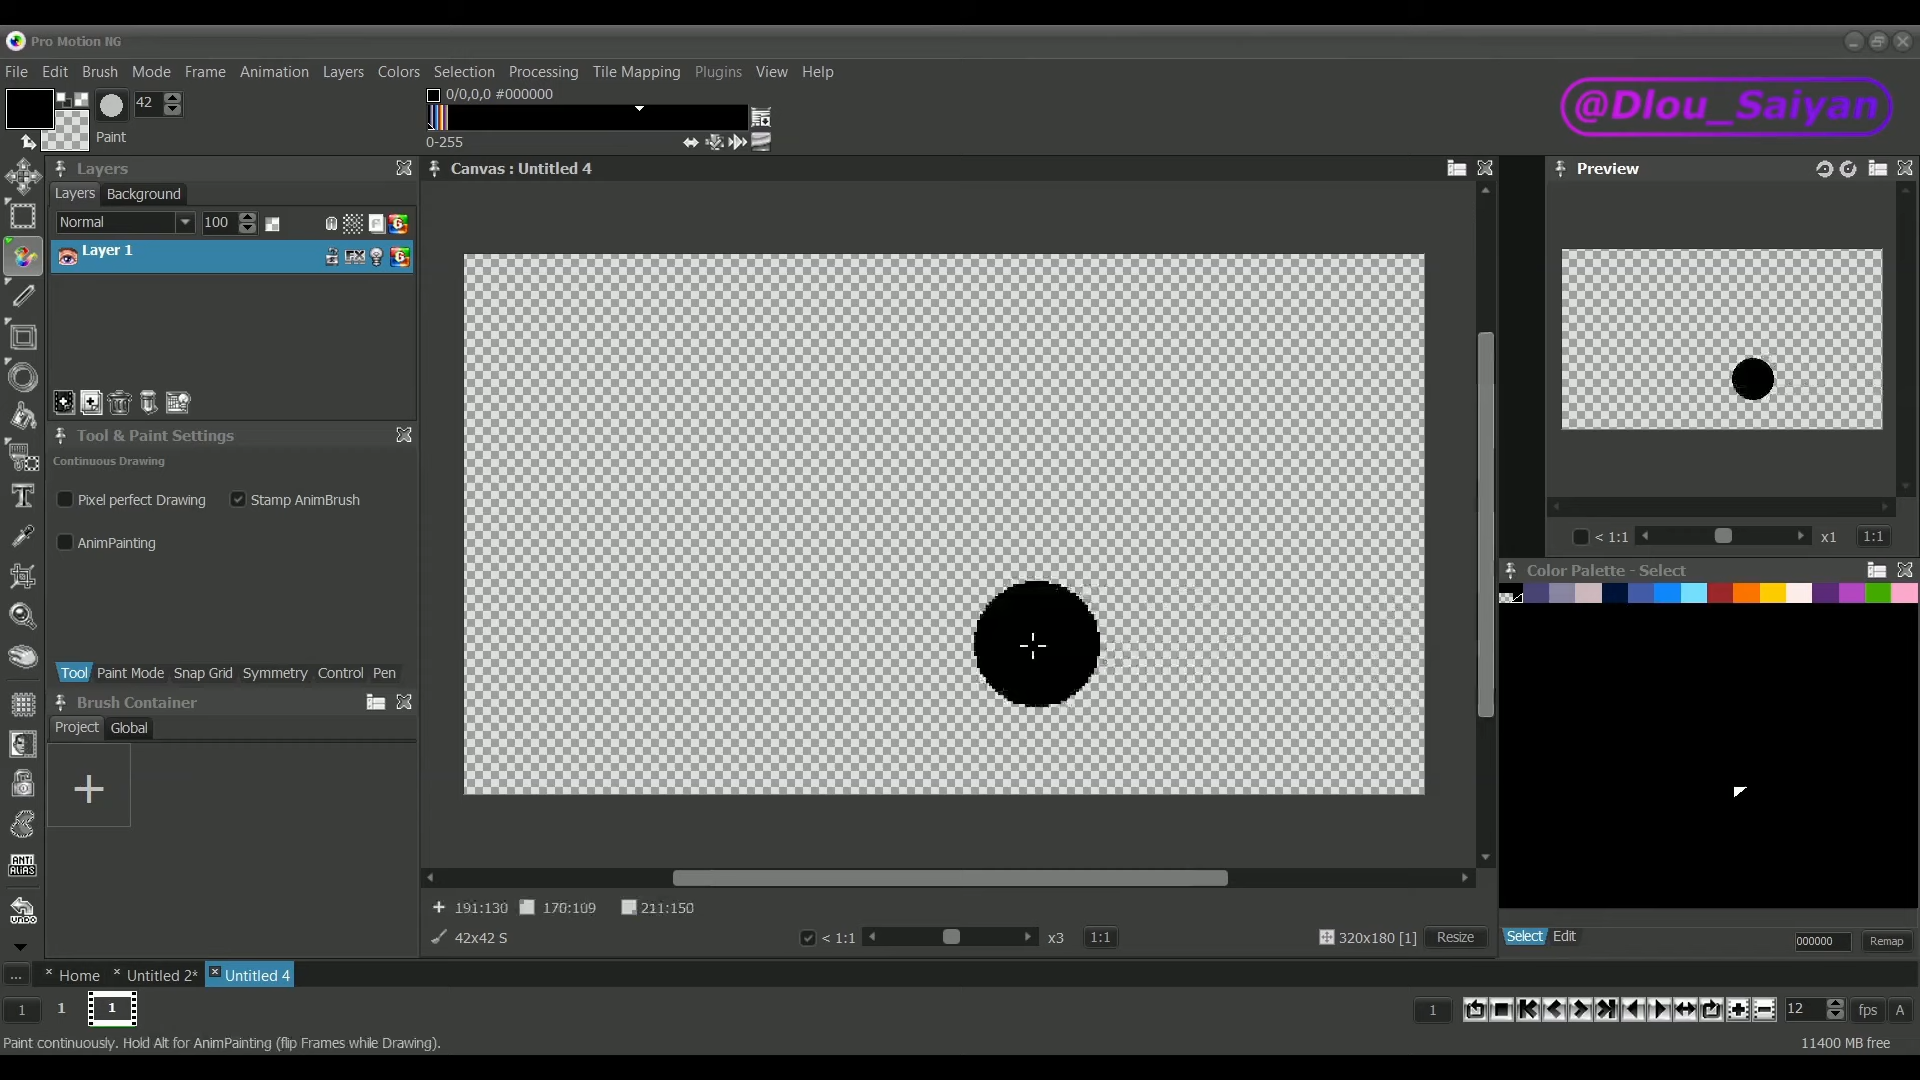 Pro Motion NG
File Edit Brush Mode Frame Animation Layers Colors Selection Processing Tile Mapping Plugins View Help
0/0,0,0 #000000
@Dlou_Saiyan
42
Paint
0-255
Layers
Canvas : Untitled 4
Preview
Layers Background
Normal 100
Layer 1
FX
Tool & Paint Settings
Continuous Drawing
Pixel perfect Drawing Stamp AnimBrush
AnimPainting
< 1:1 x1 1:1
Color Palette - Select
Tool Paint Mode Snap Grid Symmetry Control Pen
Brush Container
Project Global
ANTI
ALIAS
UNDO
191:130 170:109 211:150
42x42 S < 1:1 x3 1:1 320x180 [1] Resize
Select Edit 000000 Remap
... Home Untitled 2* Untitled 4
1 1 1 1 12 fps A
Paint continuously. Hold Alt for AnimPainting (flip Frames while Drawing). 11400 MB free